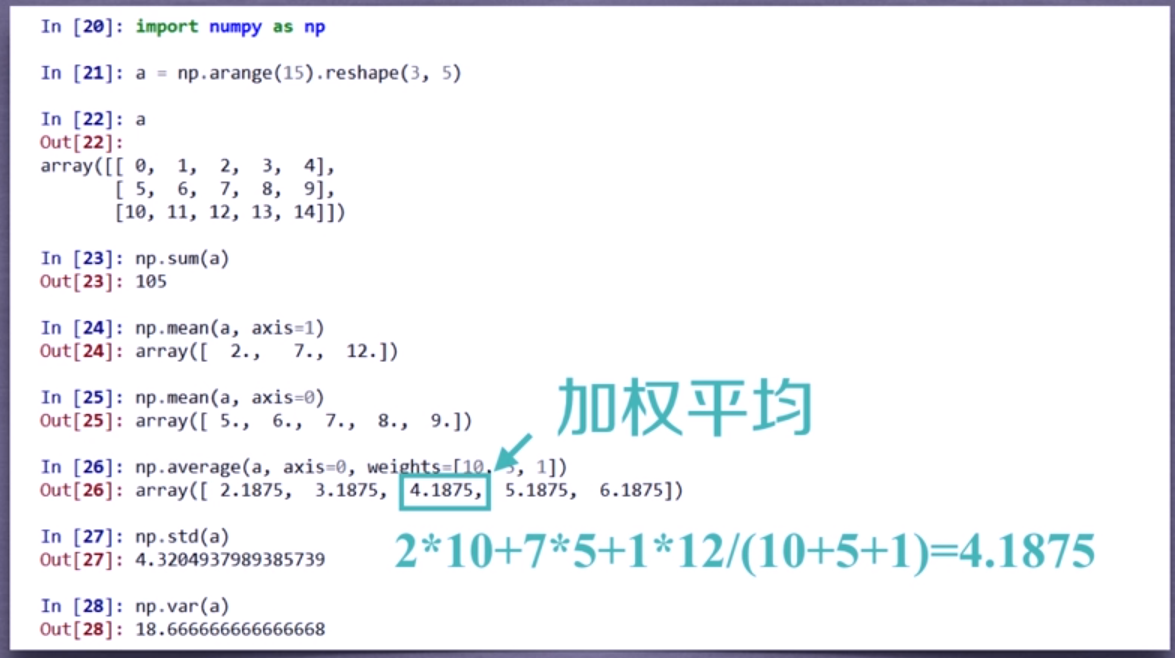 In [20]: import numpy as np
In [21]: a = np.arange(15).reshape(3, 5)
In [22]: a
Out[22]:
array([[ 0,  1,  2,  3,  4],
       [ 5,  6,  7,  8,  9],
       [10, 11, 12, 13, 14]])
In [23]: np.sum(a)
Out[23]: 105
In [24]: np.mean(a, axis=1)
Out[24]: array([  2.,   7.,  12.])
In [25]: np.mean(a, axis=0)
Out[25]: array([ 5.,  6.,  7.,  8.,  9.])
加权平均
In [26]: np.average(a, axis=0, weights=[10, 5, 1])
Out[26]: array([ 2.1875,  3.1875,  4.1875,  5.1875,  6.1875])
In [27]: np.std(a)
Out[27]: 4.3204937989385739
2*10+7*5+1*12/(10+5+1)=4.1875
In [28]: np.var(a)
Out[28]: 18.666666666666668